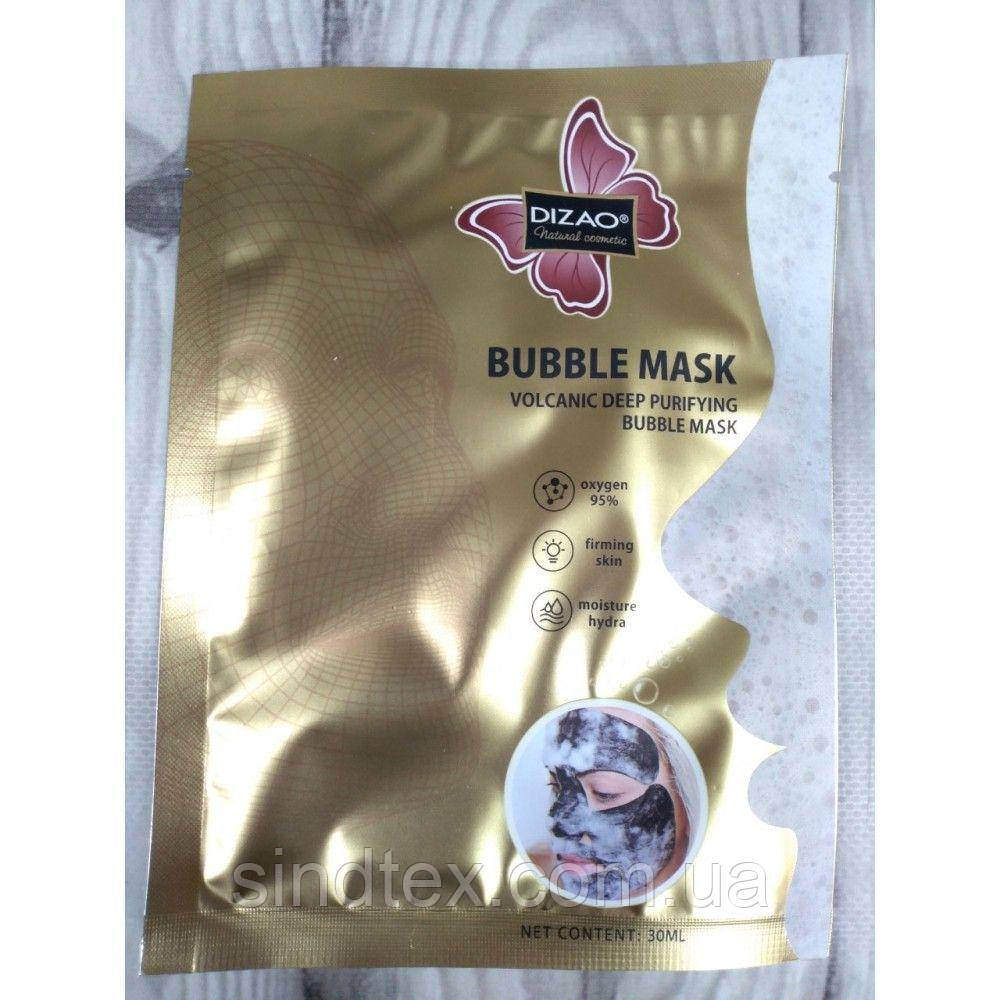 DIZAO®
Natural cosmetic
BUBBLE MASK
VOLCANIC DEEP PURIFYING
BUBBLE MASK
oxygen
95%
firming
skin
moisture
hydra
sindtex.com.ua
NET CONTENT: 30ML